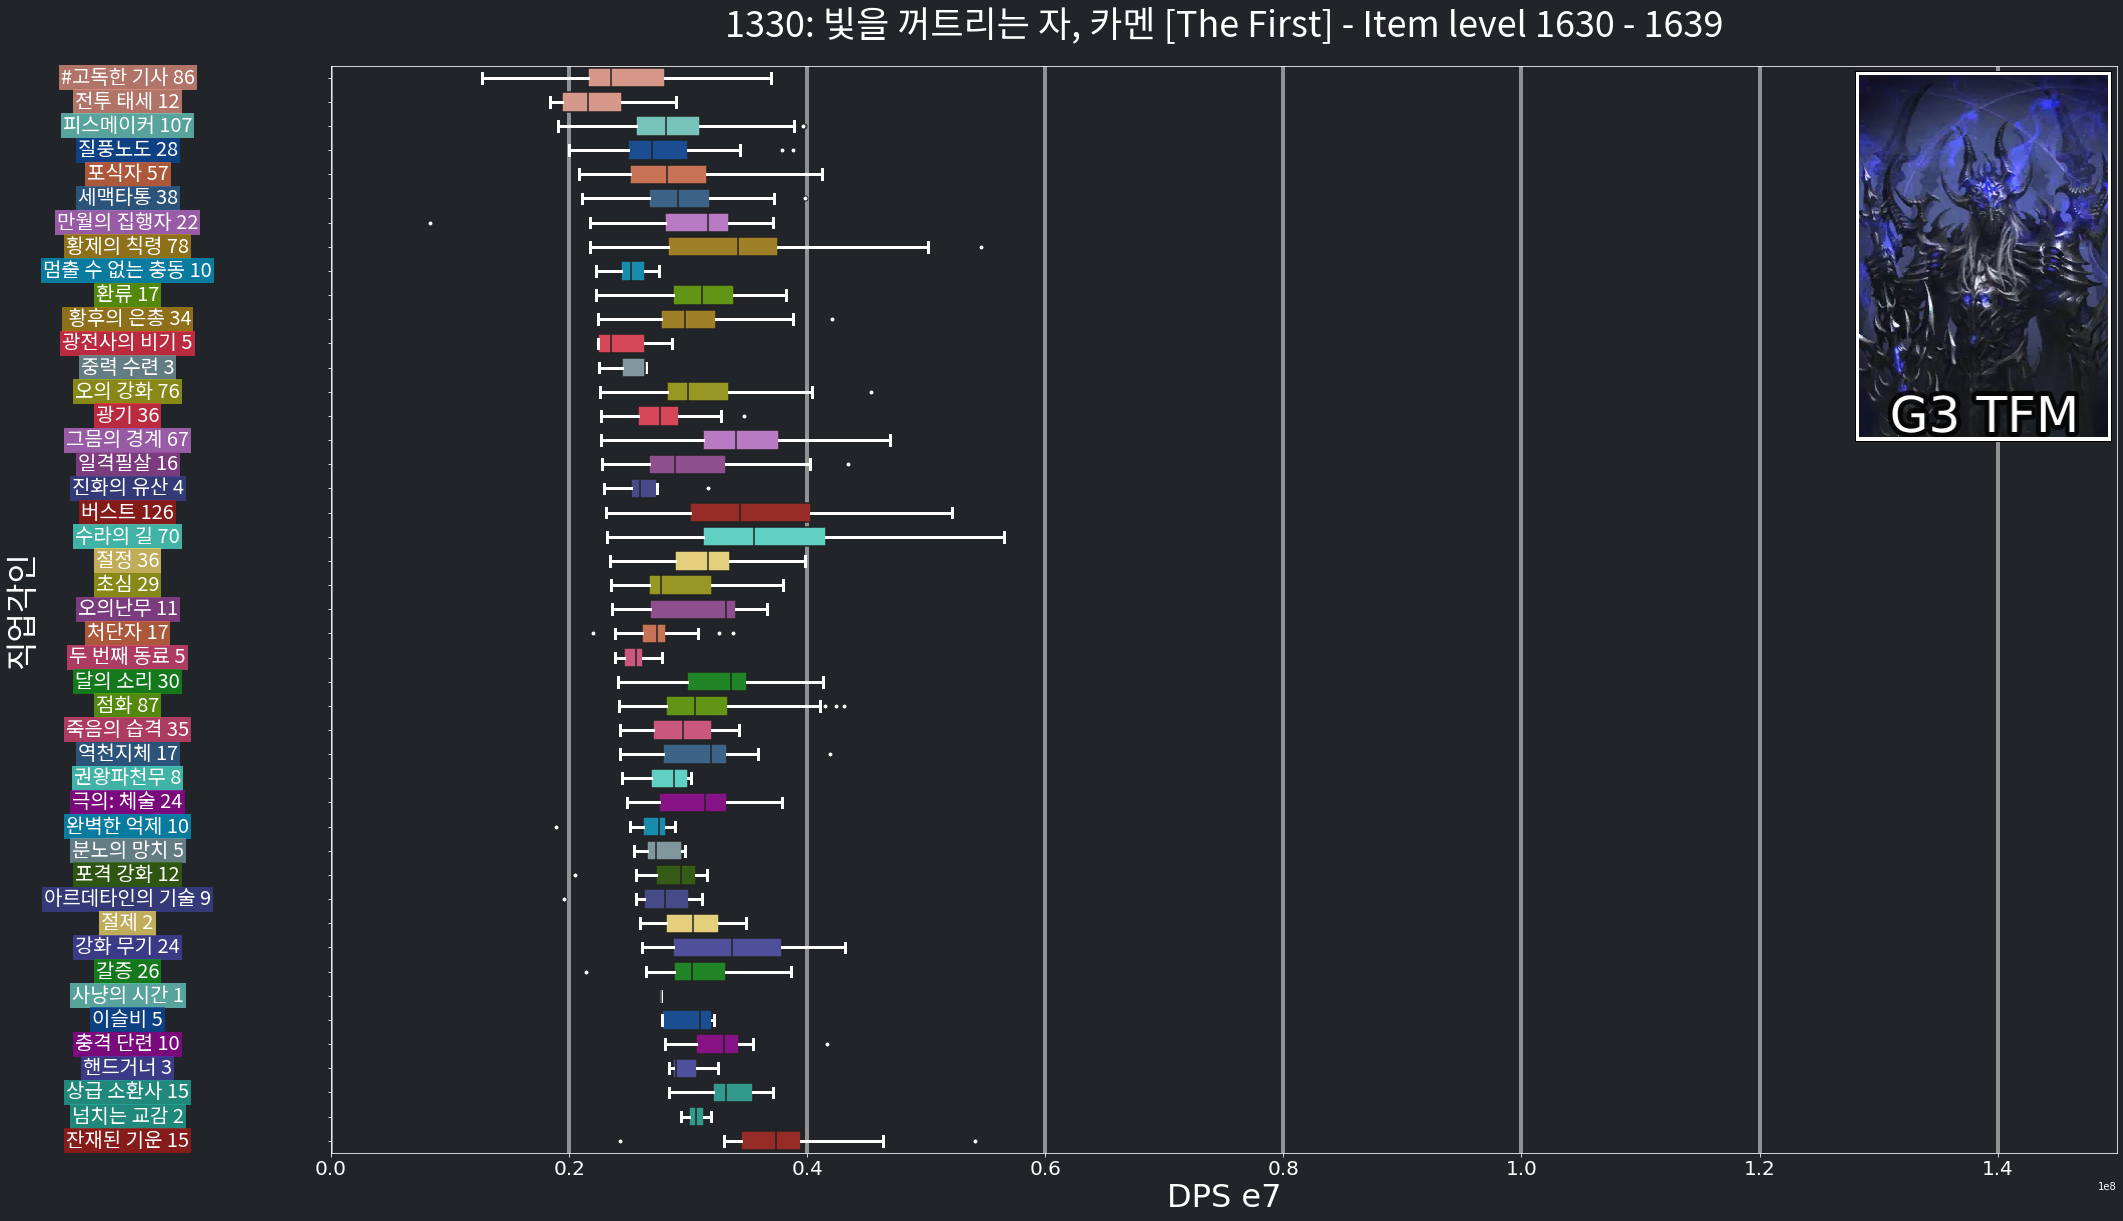 1330: 빛을 꺼트리는 자, 카멘 [The First] - Item level 1630 - 1639
#고독한 기사 86
전투 태세 12
피스메이커 107
질풍노도 28
포식자 57
세맥타통 38
만월의 집행자 22
황제의 칙령 78
멈출 수 없는 충동 10
환류 17
황후의 은총 34
광전사의 비기 5
중력 수련 3
오의 강화 76
광기 36
그믐의 경계 67
일격필살 16
진화의 유산 4
버스트 126
수라의 길 70
절정 36
초심 29
오의난무 11
처단자 17
두 번째 동료 5
달의 소리 30
점화 87
죽음의 습격 35
역천지체 17
권왕파천무 8
극의: 체술 24
완벽한 억제 10
분노의 망치 5
포격 강화 12
아르데타인의 기술 9
절제 2
강화 무기 24
갈증 26
사냥의 시간 1
이슬비 5
충격 단련 10
핸드거너 3
상급 소환사 15
넘치는 교감 2
잔재된 기운 15
직업각인
G3 TFM
0.0 0.2 0.4 0.6 0.8 1.0 1.2 1.4
1e8
DPS e7